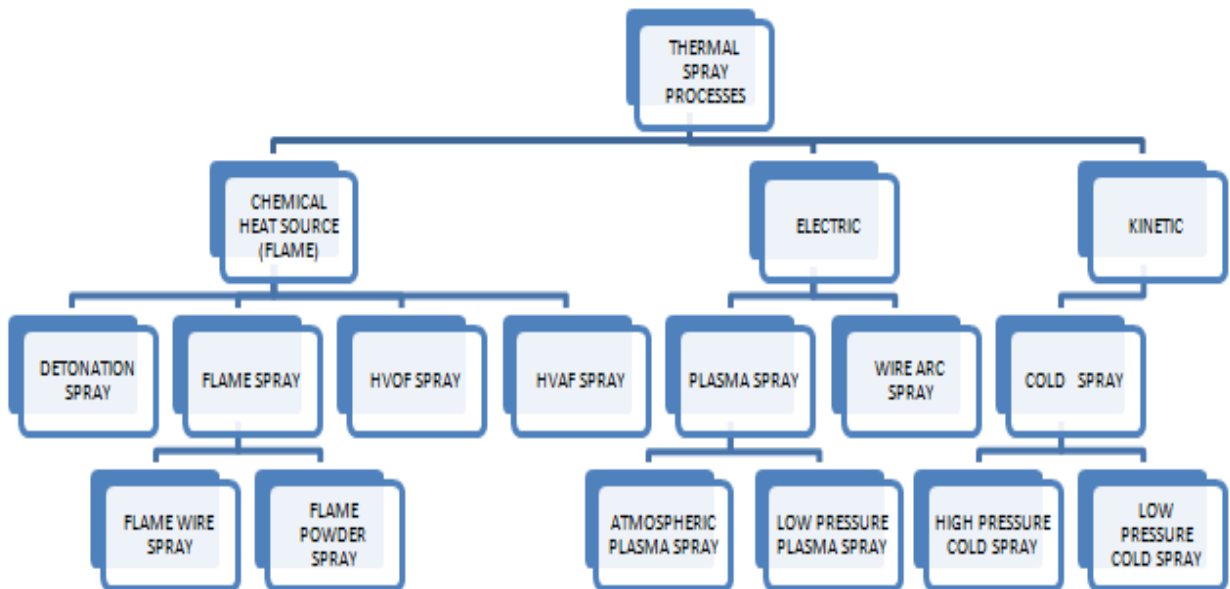 THERMAL
SPRAY
PROCESSES
CHEMICAL
HEAT SOURCE
(FLAME)
ELECTRIC
KINETIC
DETONATION
SPRAY
FLAME SPRAY
HVOF SPRAY
HVAF SPRAY
PLASMA SPRAY
WIRE ARC
SPRAY
COLD SPRAY
FLAME WIRE
SPRAY
FLAME
POWDER
SPRAY
ATMOSPHERIC
PLASMA SPRAY
LOW PRESSURE
PLASMA SPRAY
HIGH PRESSURE
COLD SPRAY
LOW
PRESSURE
COLD SPRAY